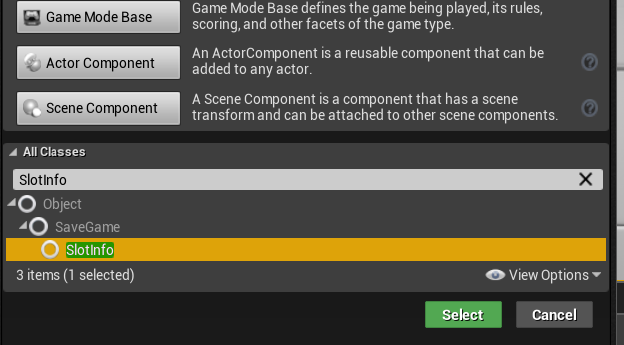 Game Mode Base
Game Mode Base defines the game being played, its rules,
scoring, and other facets of the game type.
Actor Component
An ActorComponent is a reusable component that can be
added to any actor.
Scene Component
A Scene Component is a component that has a scene
transform and can be attached to other scene components.
All Classes
SlotInfo
Object
SaveGame
SlotInfo
3 items (1 selected)
View Options
Select
Cancel